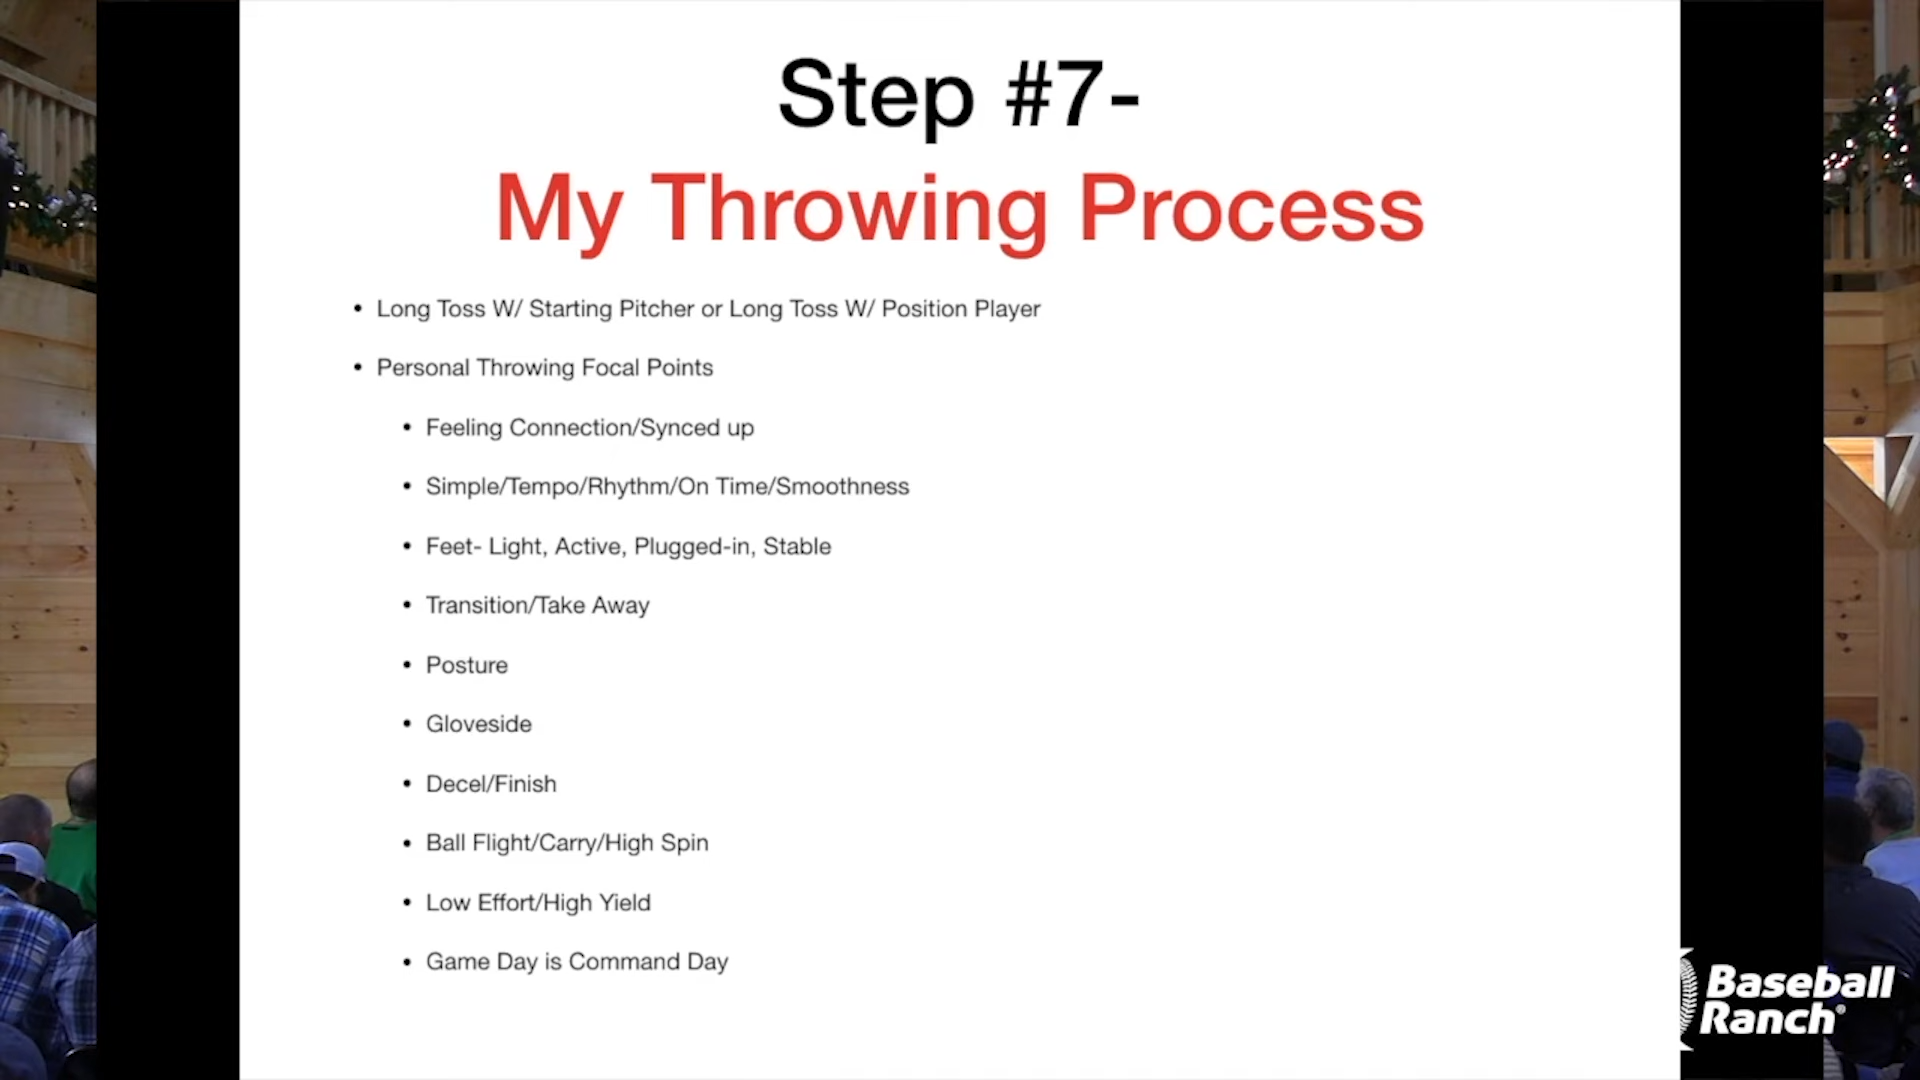 Step #7-
My Throwing Process
• Long Toss W/ Starting Pitcher or Long Toss W/ Position Player
• Personal Throwing Focal Points
• Feeling Connection/Synced up
• Simple/Tempo/Rhythm/On Time/Smoothness
• Feet- Light, Active, Plugged-in, Stable
• Transition/Take Away
• Posture
• Gloveside
• Decel/Finish
• Ball Flight/Carry/High Spin
• Low Effort/High Yield
• Game Day is Command Day
Baseball
Ranch®